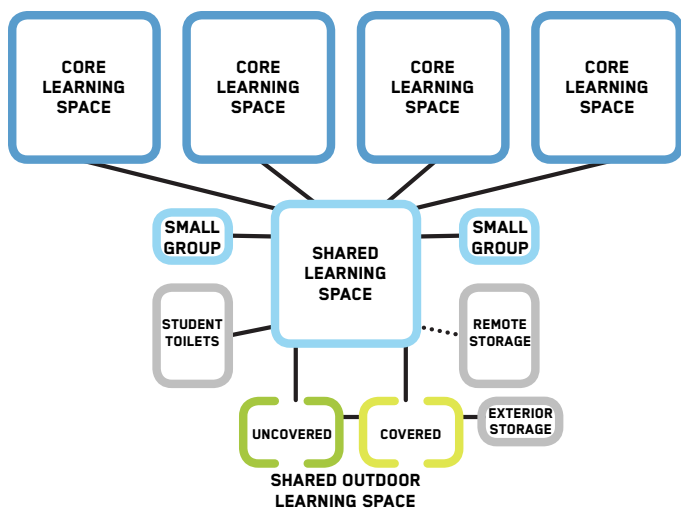 CORE
LEARNING
SPACE
CORE
LEARNING
SPACE
CORE
LEARNING
SPACE
CORE
LEARNING
SPACE
SMALL
GROUP
SHARED
LEARNING
SPACE
SMALL
GROUP
STUDENT
TOILETS
REMOTE
STORAGE
UNCOVERED
COVERED
EXTERIOR
STORAGE
SHARED OUTDOOR
LEARNING SPACE